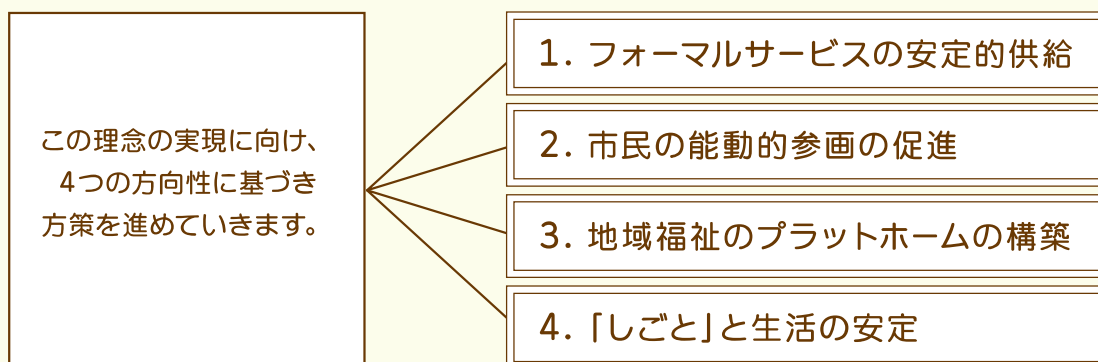 この理念の実現に向け、
4つの方向性に基づき
方策を進めていきます。
1. フォーマルサービスの安定的供給
2. 市民の能動的参画の促進
3. 地域福祉のプラットホームの構築
4. 「しごと」と生活の安定